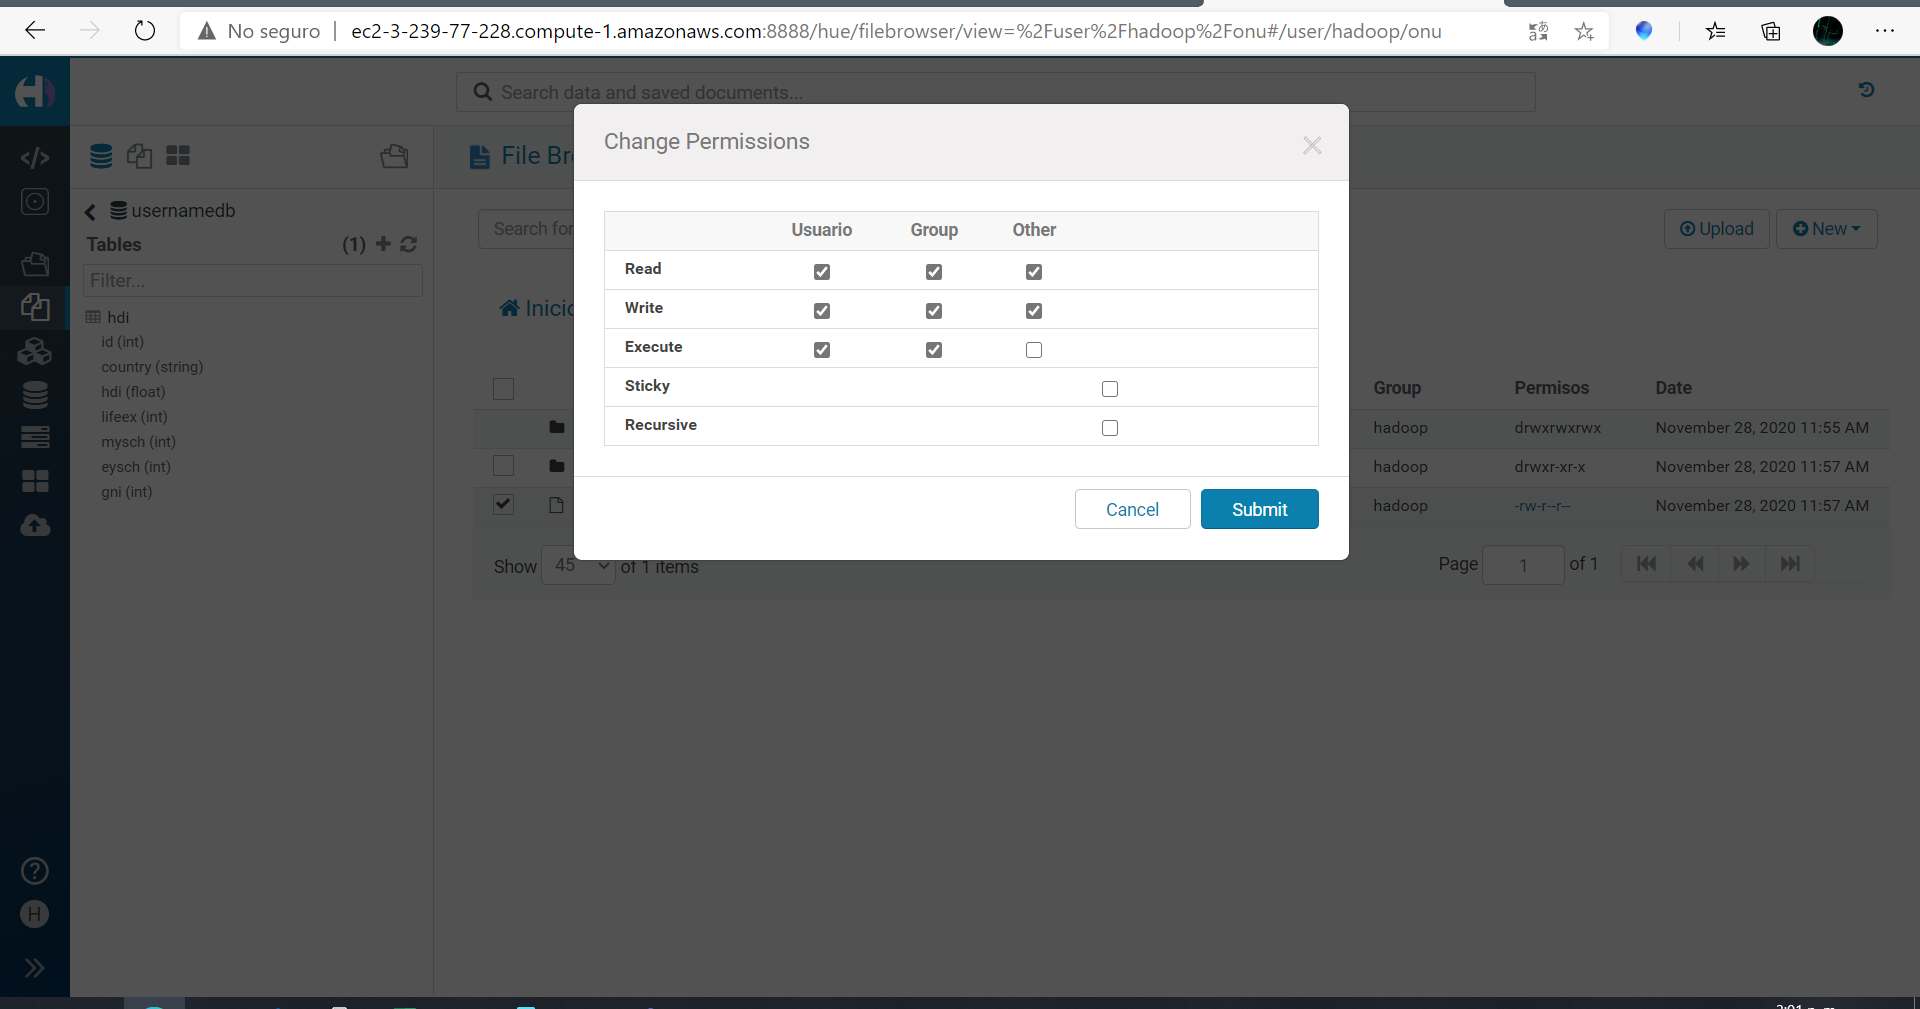 No seguro
ec2-3-239-77-228.compute-1.amazonaws.com:8888/hue/filebrowser/view=%2Fuser%2Fhadoop%2Fonu#/user/hadoop/onu
Search data and saved documents...
usernamedb
Tables
(1)
Filter...
hdi
id (int)
country (string)
hdi (float)
lifeex (int)
mysch (int)
eysch (int)
gni (int)
H
File Br
Search for
Upload
New
Inicio
Change Permissions
Usuario Group Other
Read
Write
Execute
Sticky
Recursive
Cancel
Submit
Group Permisos Date
hadoop drwxrwxrwx November 28, 2020 11:55 AM
hadoop drwxr-xr-x November 28, 2020 11:57 AM
hadoop -rw-r--r-- November 28, 2020 11:57 AM
Show 45 of 1 items
Page 1 of 1